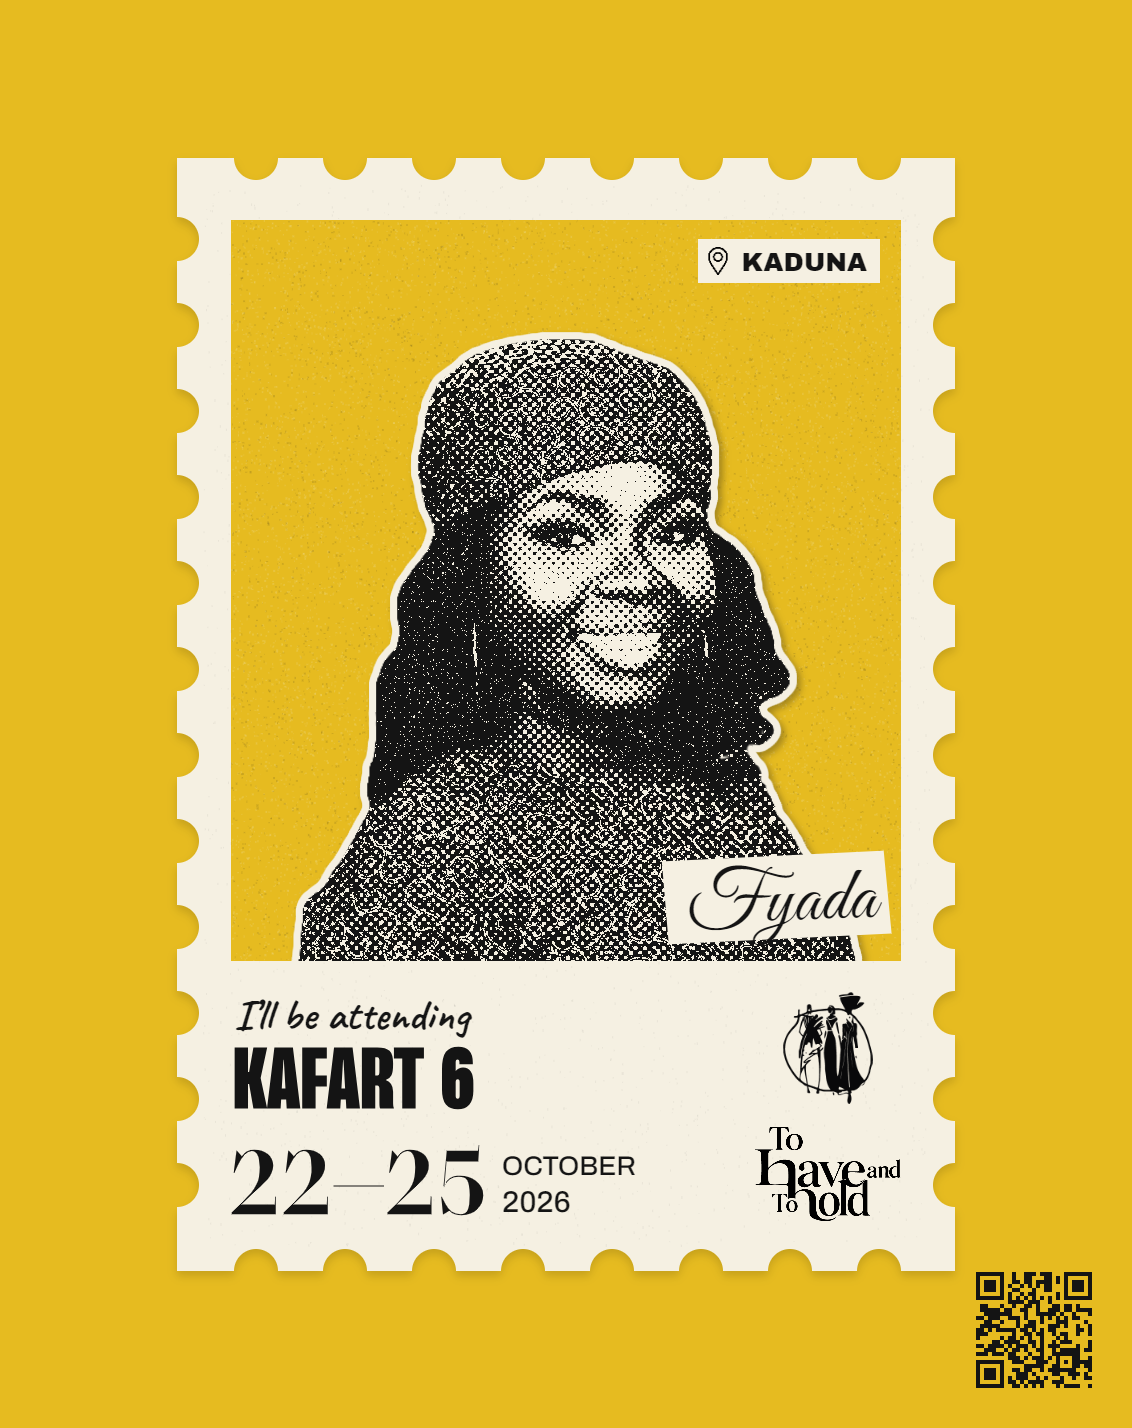 KADUNA
Fyada
I'll be attending
KAFART 6
22—25 OCTOBER
2026
To
have and
To hold